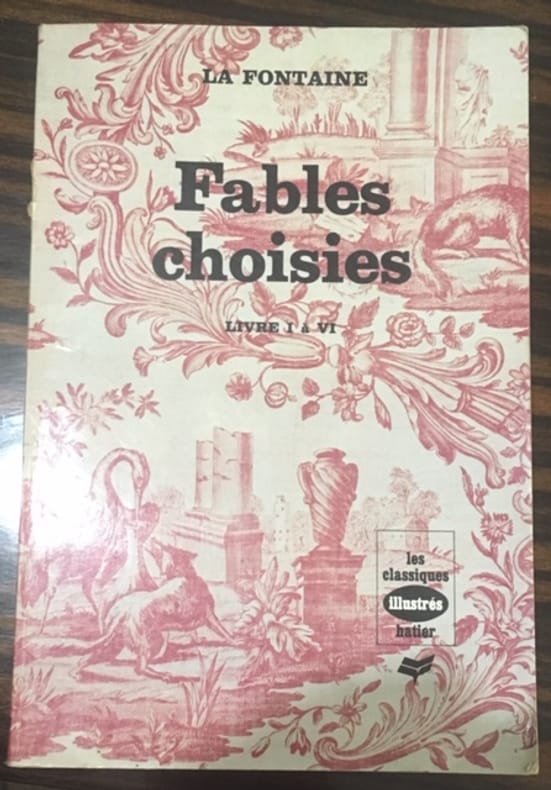 LA FONTAINE
Fables
choisies
LIVRE I à VI
les
classiques
illustrés
hatier